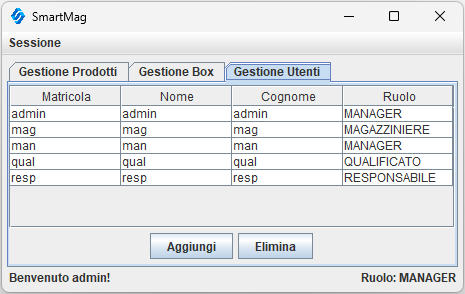 SmartMag
Sessione
Gestione Prodotti Gestione Box Gestione Utenti
Matricola Nome Cognome Ruolo
admin admin admin MANAGER
mag mag mag MAGAZZINIERE
man man man MANAGER
qual qual qual QUALIFICATO
resp resp resp RESPONSABILE
Aggiungi Elimina
Benvenuto admin! Ruolo: MANAGER